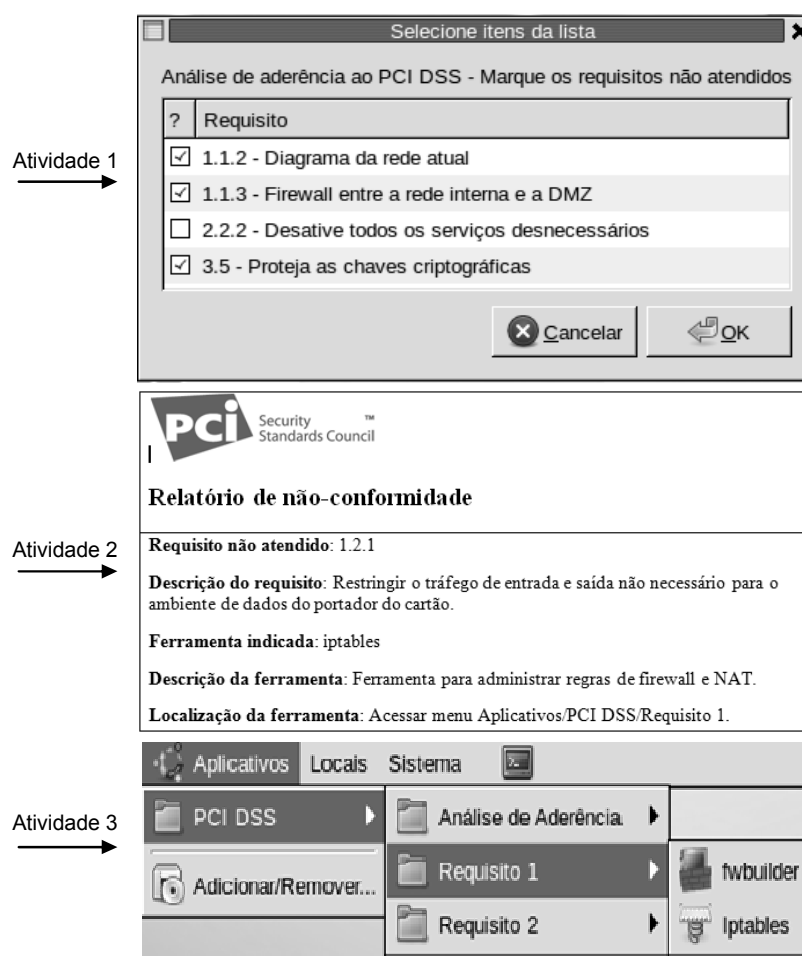 Selecione itens da lista
Análise de aderência ao PCI DSS - Marque os requisitos não atendidos
? Requisito
Atividade 1
1.1.2 - Diagrama da rede atual
1.1.3 - Firewall entre a rede interna e a DMZ
2.2.2 - Desative todos os serviços desnecessários
3.5 - Proteja as chaves criptográficas
Cancelar OK
PCI Security ™
Standards Council
Relatório de não-conformidade
Atividade 2
Requisito não atendido: 1.2.1
Descrição do requisito: Restringir o tráfego de entrada e saída não necessário para o
ambiente de dados do portador do cartão.
Ferramenta indicada: iptables
Descrição da ferramenta: Ferramenta para administrar regras de firewall e NAT.
Localização da ferramenta: Acessar menu Aplicativos/PCI DSS/Requisito 1.
Aplicativos Locais Sistema
Atividade 3
PCI DSS Análise de Aderência
Adicionar/Remover... Requisito 1 fwbuilder
Requisito 2 Iptables